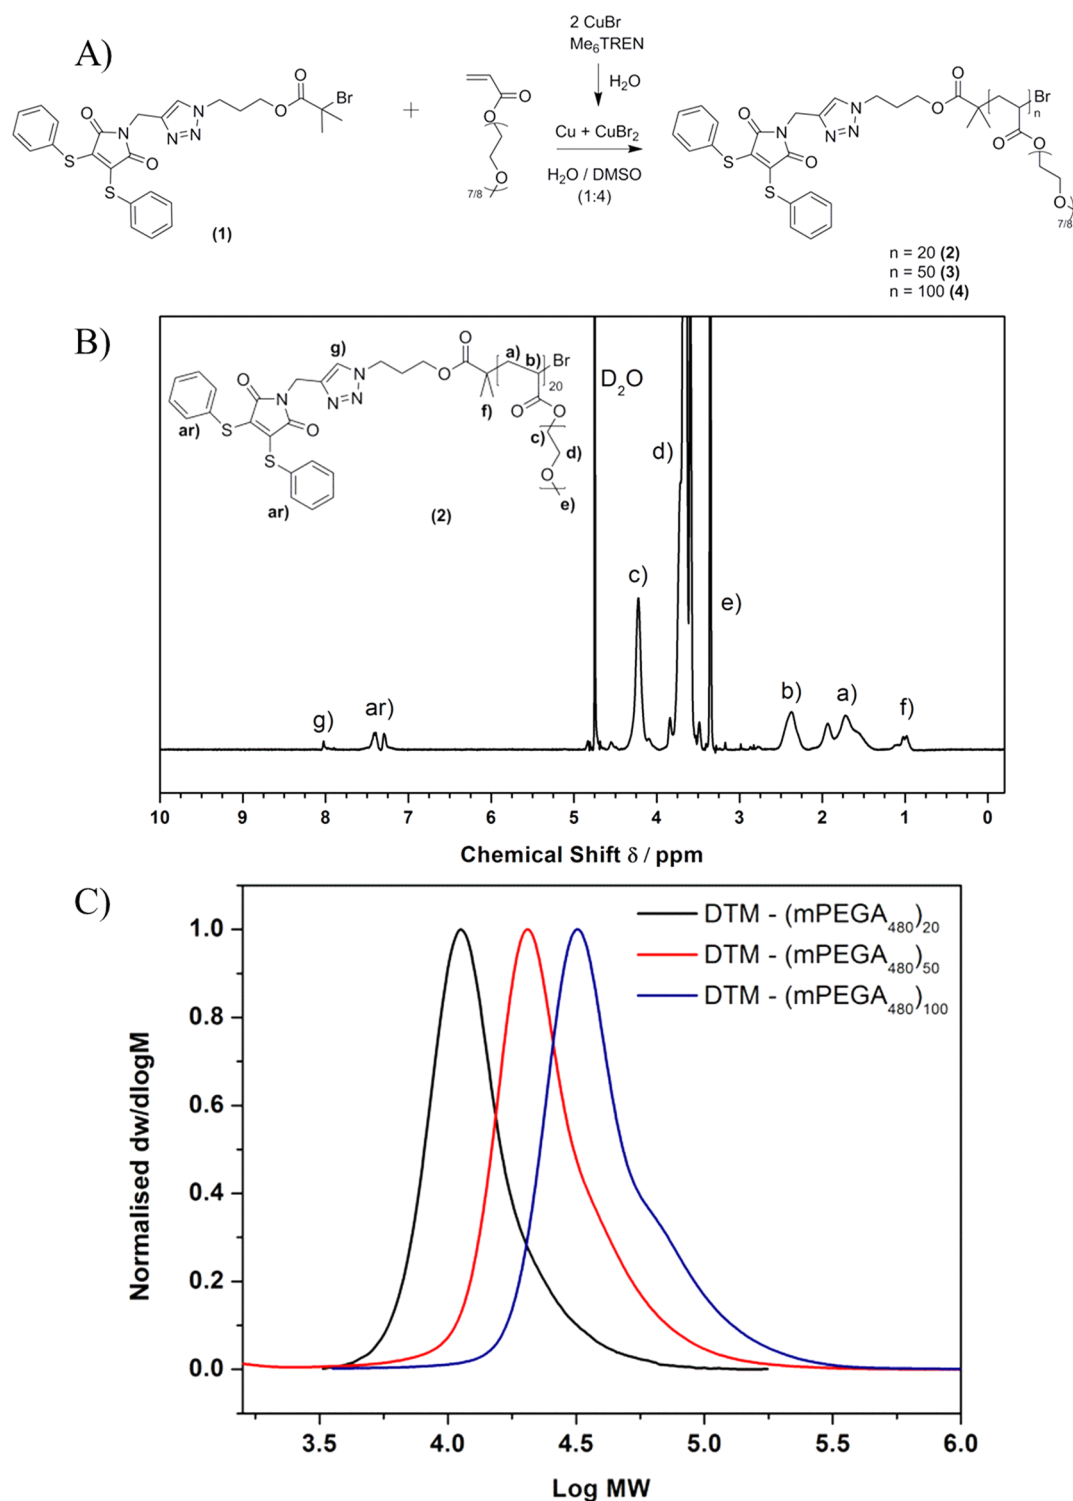 A)
2 CuBr
Me6TREN
H2O
Cu + CuBr2
H2O / DMSO
(1:4)
+
O
Br
O
N
N
N
N
O
O
S
S
(1)
O
O
O
7/8
O
Br
n
O
O
O
O
7/8
N
N
N
N
O
O
S
S
n = 20 (2)
n = 50 (3)
n = 100 (4)
B)
g)
O
a)
b)
Br
20
O
N
N
N
N
O
O
f)
O
O
c)
d)
O
e)
S
S
ar)
ar)
(2)
D2O
d)
c)
e)
g)
ar)
b)
a)
f)
10 9 8 7 6 5 4 3 2 1 0
Chemical Shift δ / ppm
C)
DTM - (mPEGA480)20
DTM - (mPEGA480)50
DTM - (mPEGA480)100
1.0
0.8
0.6
0.4
0.2
0.0
Normalised dw/dlogM
3.5 4.0 4.5 5.0 5.5 6.0
Log MW